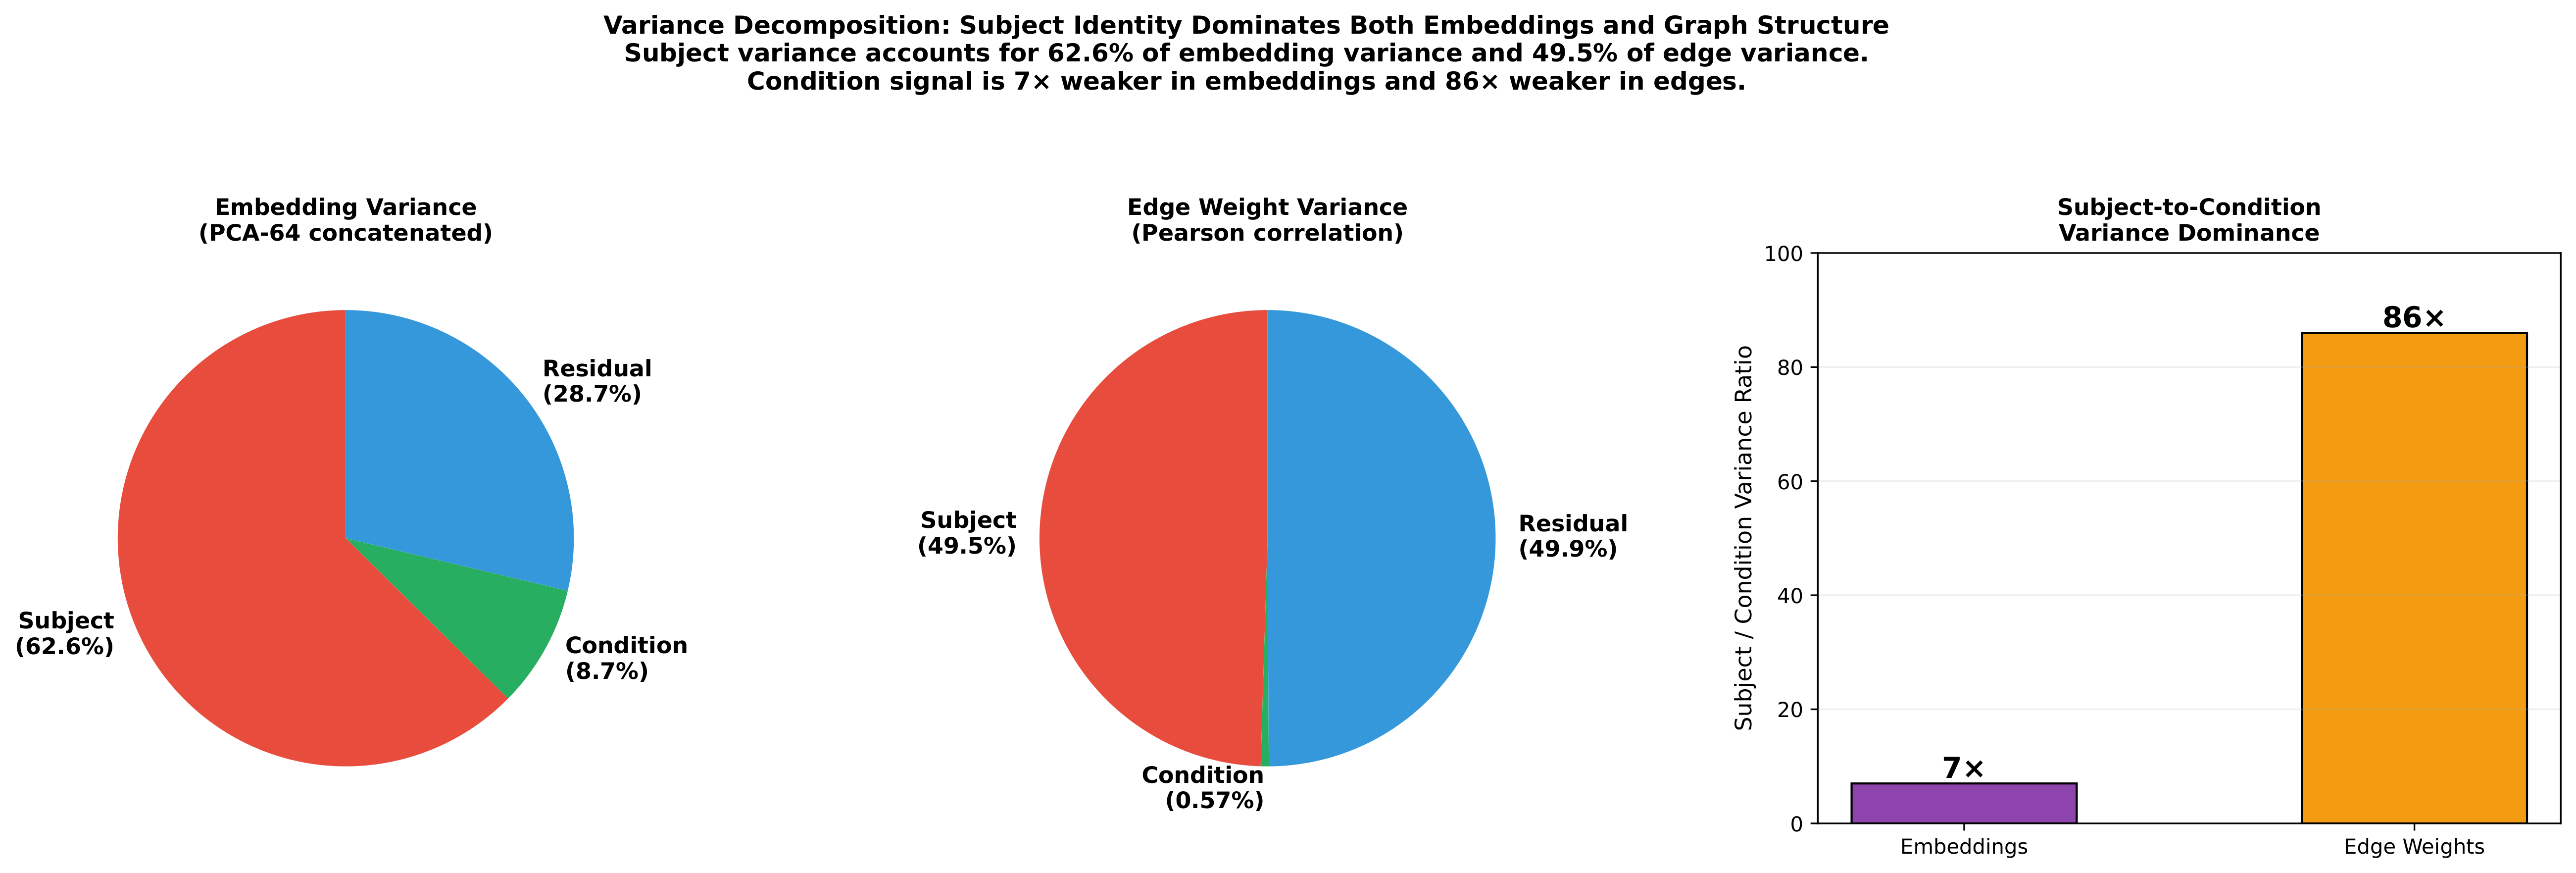 Variance Decomposition: Subject Identity Dominates Both Embeddings and Graph Structure
Subject variance accounts for 62.6% of embedding variance and 49.5% of edge variance.
Condition signal is 7× weaker in embeddings and 86× weaker in edges.
Embedding Variance
(PCA-64 concatenated)
Residual
(28.7%)
Subject
(62.6%)
Condition
(8.7%)
Edge Weight Variance
(Pearson correlation)
Subject
(49.5%)
Residual
(49.9%)
Condition
(0.57%)
Subject-to-Condition
Variance Dominance
Subject / Condition Variance Ratio
100
80
60
40
20
0
7×
86×
Embeddings
Edge Weights